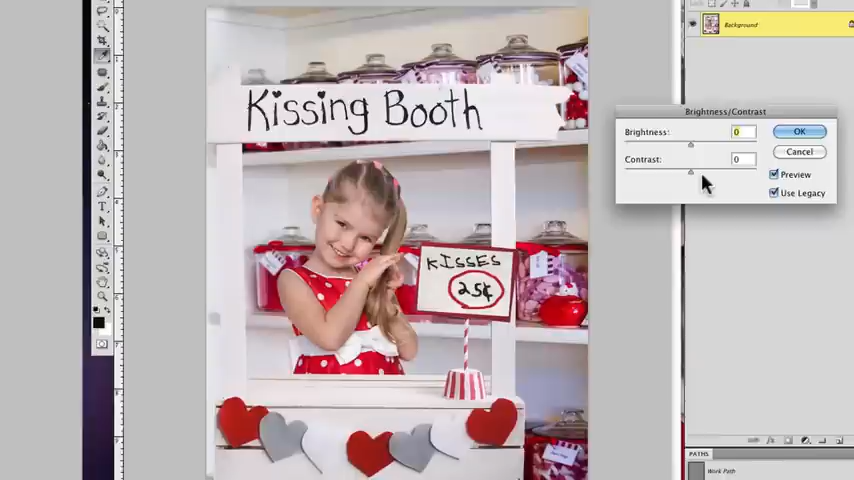 Background
Brightness/Contrast
Brightness:
0
OK
Contrast:
0
Cancel
Preview
Use Legacy
Kissing Booth
KISSES
25¢
PATHS
Work Path